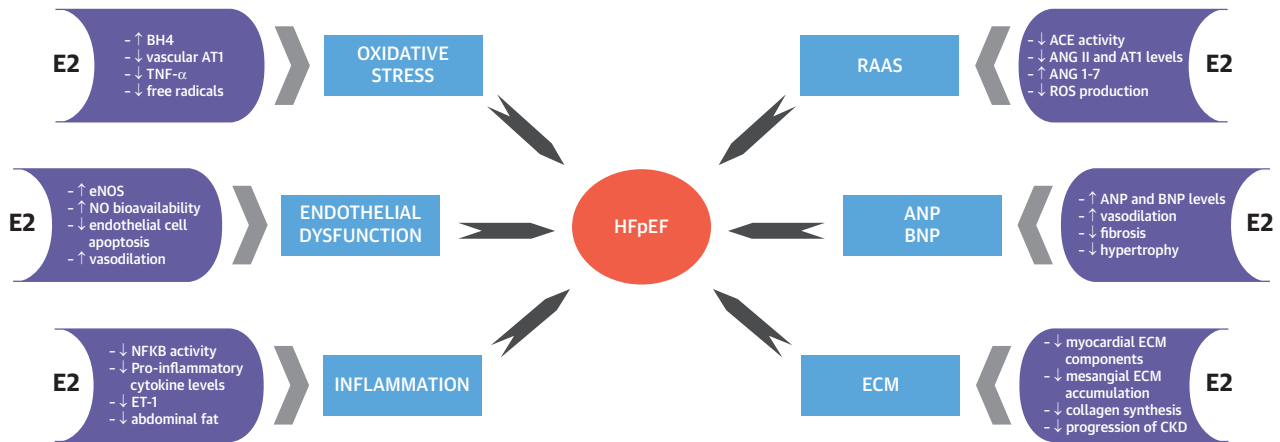 E2
- ↑ BH4
- ↓ vascular AT1
- ↓ TNF-α
- ↓ free radicals
OXIDATIVE
STRESS
RAAS
- ↓ ACE activity
- ↓ ANG II and AT1 levels
- ↑ ANG 1-7
- ↓ ROS production
E2
E2
- ↑ eNOS
- ↑ NO bioavailability
- ↓ endothelial cell
apoptosis
- ↑ vasodilation
ENDOTHELIAL
DYSFUNCTION
HFpEF
ANP
BNP
- ↑ ANP and BNP levels
- ↑ vasodilation
- ↓ fibrosis
- ↓ hypertrophy
E2
E2
- ↓ NFKB activity
- ↓ Pro-inflammatory
cytokine levels
- ↓ ET-1
- ↓ abdominal fat
INFLAMMATION
ECM
- ↓ myocardial ECM
components
- ↓ mesangial ECM
accumulation
- ↓ collagen synthesis
- ↓ progression of CKD
E2